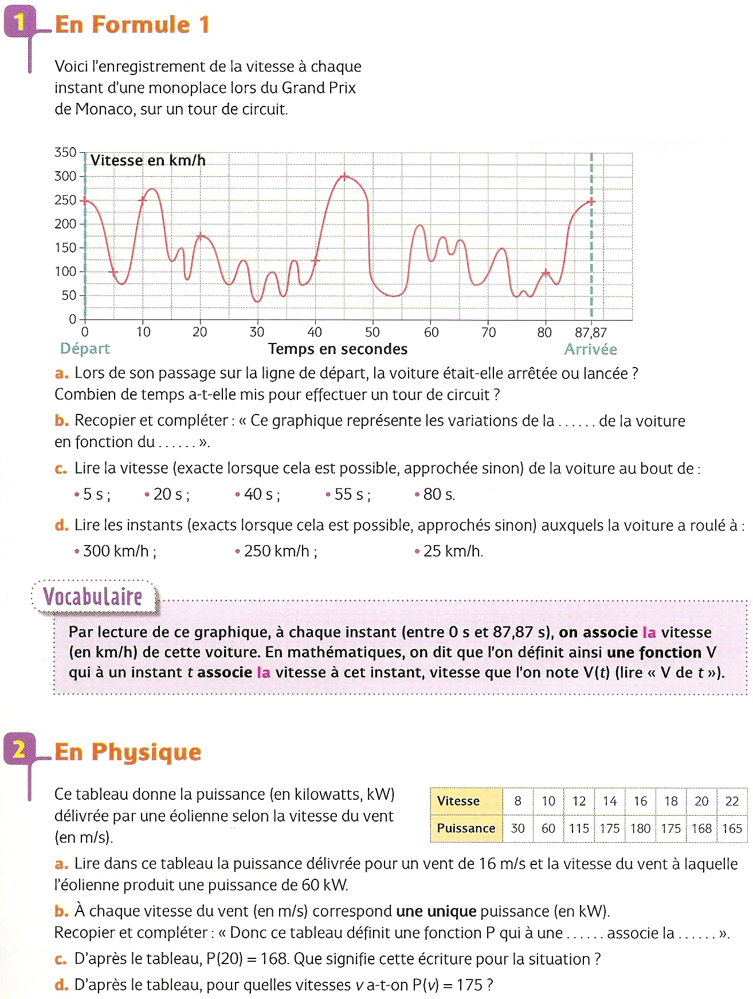 1 En Formule 1
Voici l'enregistrement de la vitesse à chaque
instant d'une monoplace lors du Grand Prix
de Monaco, sur un tour de circuit.
350
Vitesse en km/h
300
250
200
150
100
50
0
0 10 20 30 40 50 60 70 80 87,87
Départ Temps en secondes Arrivée
a. Lors de son passage sur la ligne de départ, la voiture était-elle arrêtée ou lancée ?
Combien de temps a-t-elle mis pour effectuer un tour de circuit ?
b. Recopier et compléter : « Ce graphique représente les variations de la ...... de la voiture
en fonction du ...... ».
c. Lire la vitesse (exacte lorsque cela est possible, approchée sinon) de la voiture au bout de :
• 5 s ; • 20 s ; • 40 s ; • 55 s ; • 80 s.
d. Lire les instants (exacts lorsque cela est possible, approchés sinon) auxquels la voiture a roulé à :
• 300 km/h ; • 250 km/h ; • 25 km/h.
Vocabulaire
Par lecture de ce graphique, à chaque instant (entre 0 s et 87,87 s), on associe la vitesse
(en km/h) de cette voiture. En mathématiques, on dit que l'on définit ainsi une fonction V
qui à un instant t associe la vitesse à cet instant, vitesse que l'on note V(t) (lire « V de t »).
2 En Physique
Ce tableau donne la puissance (en kilowatts, kW)
délivrée par une éolienne selon la vitesse du vent
(en m/s).
Vitesse 8 10 12 14 16 18 20 22
Puissance 30 60 115 175 180 175 168 165
a. Lire dans ce tableau la puissance délivrée pour un vent de 16 m/s et la vitesse du vent à laquelle
l'éolienne produit une puissance de 60 kW.
b. À chaque vitesse du vent (en m/s) correspond une unique puissance (en kW).
Recopier et compléter : « Donc ce tableau définit une fonction P qui à une ...... associe la ...... ».
c. D'après le tableau, P(20) = 168. Que signifie cette écriture pour la situation ?
d. D'après le tableau, pour quelles vitesses v a-t-on P(v) = 175 ?